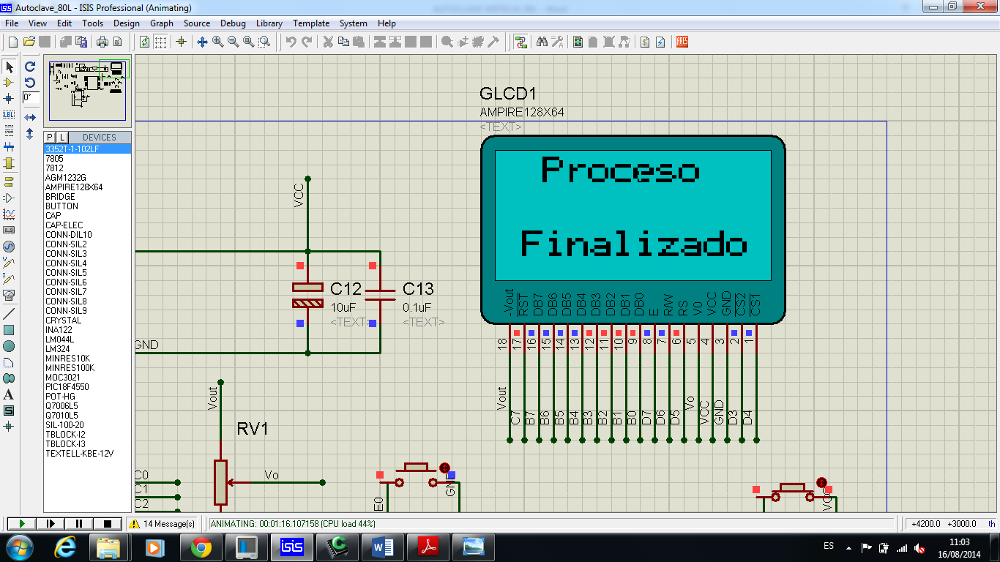 Autoclave_80L - ISIS Professional (Animating)
File View Edit Tools Design Graph Source Debug Library Template System Help
0°
LBL
P L DEVICES
3352T-1-102LF
7805
7812
AGM1232G
AMPIRE128X64
BRIDGE
BUTTON
CAP
CAP-ELEC
CONN-DIL10
CONN-SIL2
CONN-SIL3
CONN-SIL4
CONN-SIL5
CONN-SIL6
CONN-SIL7
CONN-SIL8
CONN-SIL9
CRYSTAL
INA122
LM044L
LM324
MINRES10K
MINRES100K
MOC3021
PIC18F4550
POT-HG
Q7006L5
Q7010L5
SIL-100-20
TBLOCK-I2
TBLOCK-I3
TEXTELL-KBE-12V
GLCD1
AMPIRE128X64
<TEXT>
Proceso
Finalizado
-Vout RST DB7 DB6 DB5 DB4 DB3 DB2 DB1 DB0 E R/W RS V0 VCC GND CS2 CS1
18 17 16 15 14 13 12 11 10 9 8 7 6 5 4 3 2 1
Vout C7 B7 B6 B5 B4 B3 B2 B1 B0 D7 D6 D5 Vo VCC GND D3 D4
VCC
C12
10uF
<TEXT>
C13
0.1uF
<TEXT>
GND
Vout
RV1
Vo
C0
C1
C2
E0
GND
VCC
14 Message(s)
ANIMATING: 00:01:16.107158 (CPU load 44%)
+4200.0 +3000.0 th
isis
ES
11:03
16/08/2014